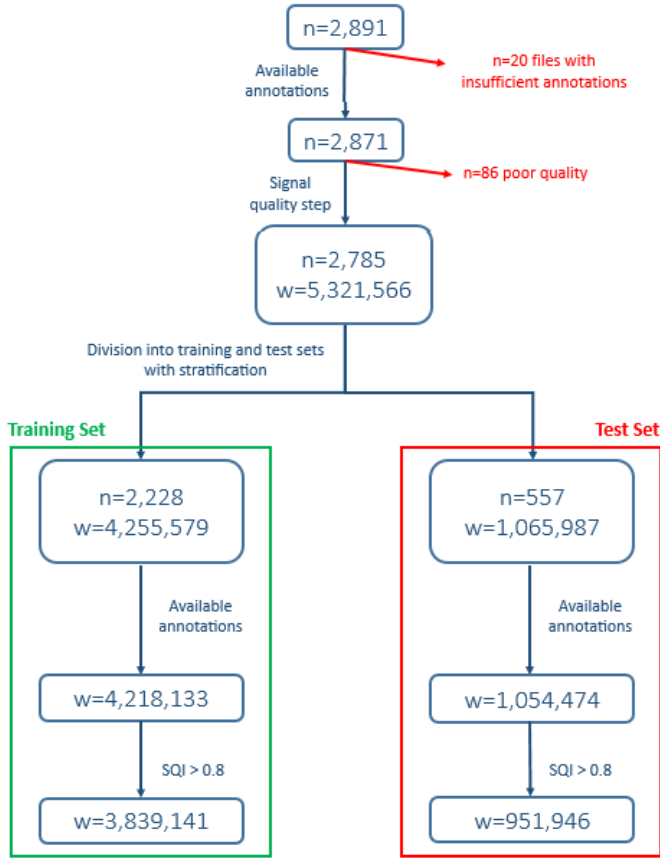 n=2,891
n=20 files with
insufficient annotations
Available
annotations
n=2,871
n=86 poor quality
Signal
quality step
n=2,785
w=5,321,566
Division into training and test sets
with stratification
Training Set
Test Set
n=2,228
w=4,255,579
n=557
w=1,065,987
Available
annotations
Available
annotations
w=4,218,133
w=1,054,474
SQI > 0.8
SQI > 0.8
w=3,839,141
w=951,946